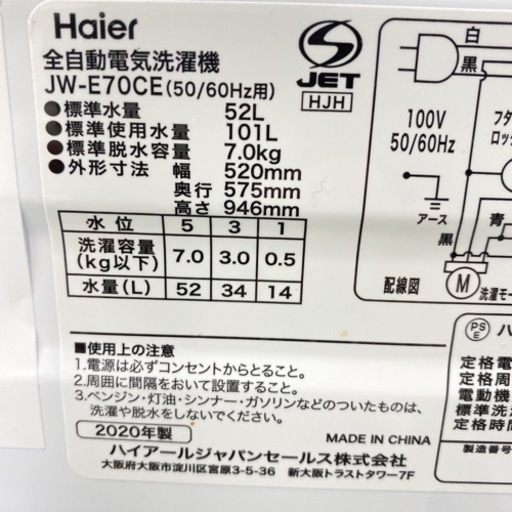 Haier
全自動電気洗濯機
JW-E70CE(50/60Hz用)
●標準水量 52L
●標準使用水量 101L
●標準脱水容量 7.0kg
●外形寸法 幅 520mm
奥行 575mm
高さ 946mm
S
JET
HJH
水位 5 3 1
洗濯容量(kg以下) 7.0 3.0 0.5
水量(L) 52 34 14
白
黒
100V
50/60Hz
フタ
ロッ
アース
青
黒
M
洗濯モー
配線図
■使用上の注意
1.電源は必ずコンセントからとること。
2.周囲に間隔をおいて設置すること。
3.ベンジン・灯油・シンナー・ガソリンなどのついたものは、
洗濯や脱水をしないでください。
2020年製
MADE IN CHINA
ハイアールジャパンセールス株式会社
大阪府大阪市淀川区宮原3-5-36 新大阪トラストタワー7F
PSE
ハ
定格電
定格周
電動機
標準洗
定格時
製造番号